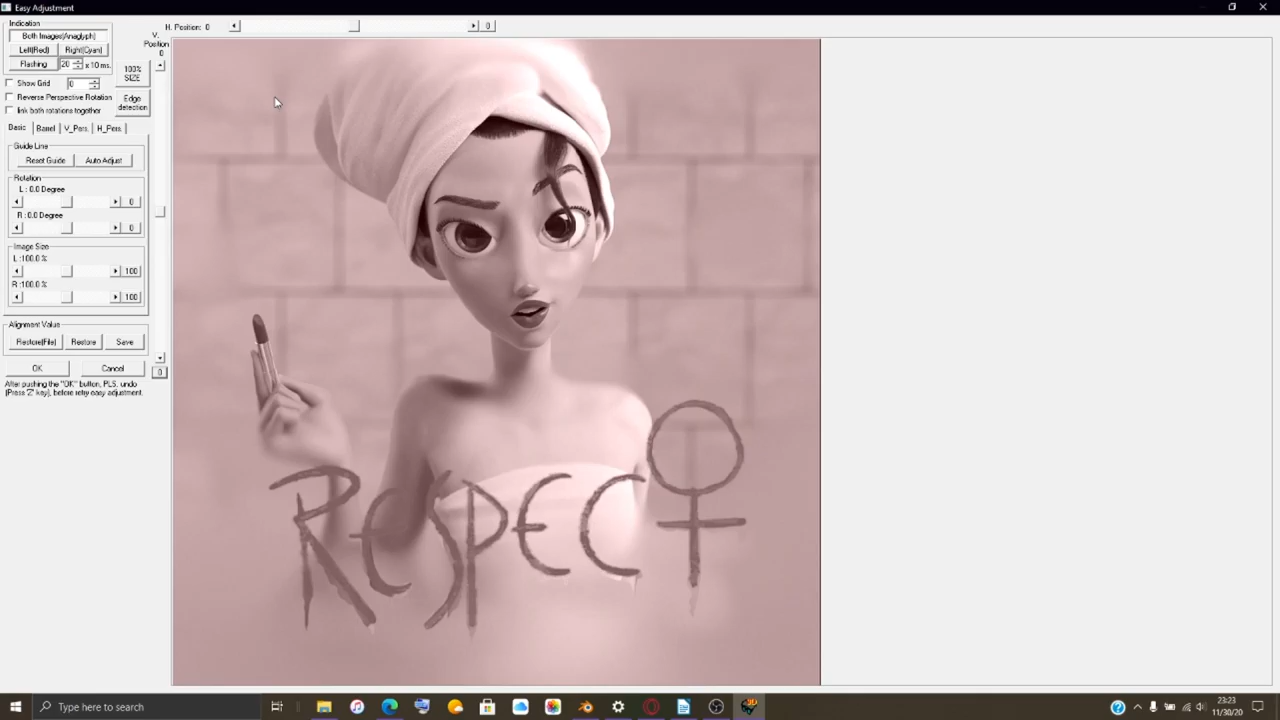 Easy Adjustment
Indication
Both Images(Anaglyph)
Left(Red) Right(Cyan)
Flashing 20 x 10 ms.
Show Grid 0
Reverse Perspective Rotation
link both rotations together
V. Position 0
100% SIZE
Edge detection
H. Position: 0
0
Basic Barrel V_Pers. H_Pers.
Guide Line
Reset Guide Auto Adjust
Rotation
L : 0.0 Degree
0
R : 0.0 Degree
0
Image Size
L :100.0 %
100
R :100.0 %
100
Alignment Value
Restore(File) Restore Save
OK Cancel
0
After pushing the "OK" button, PLS. undo
(Press 'Z' key), before retry easy adjustment.
RESPEC
Type here to search
23:23
11/30/20